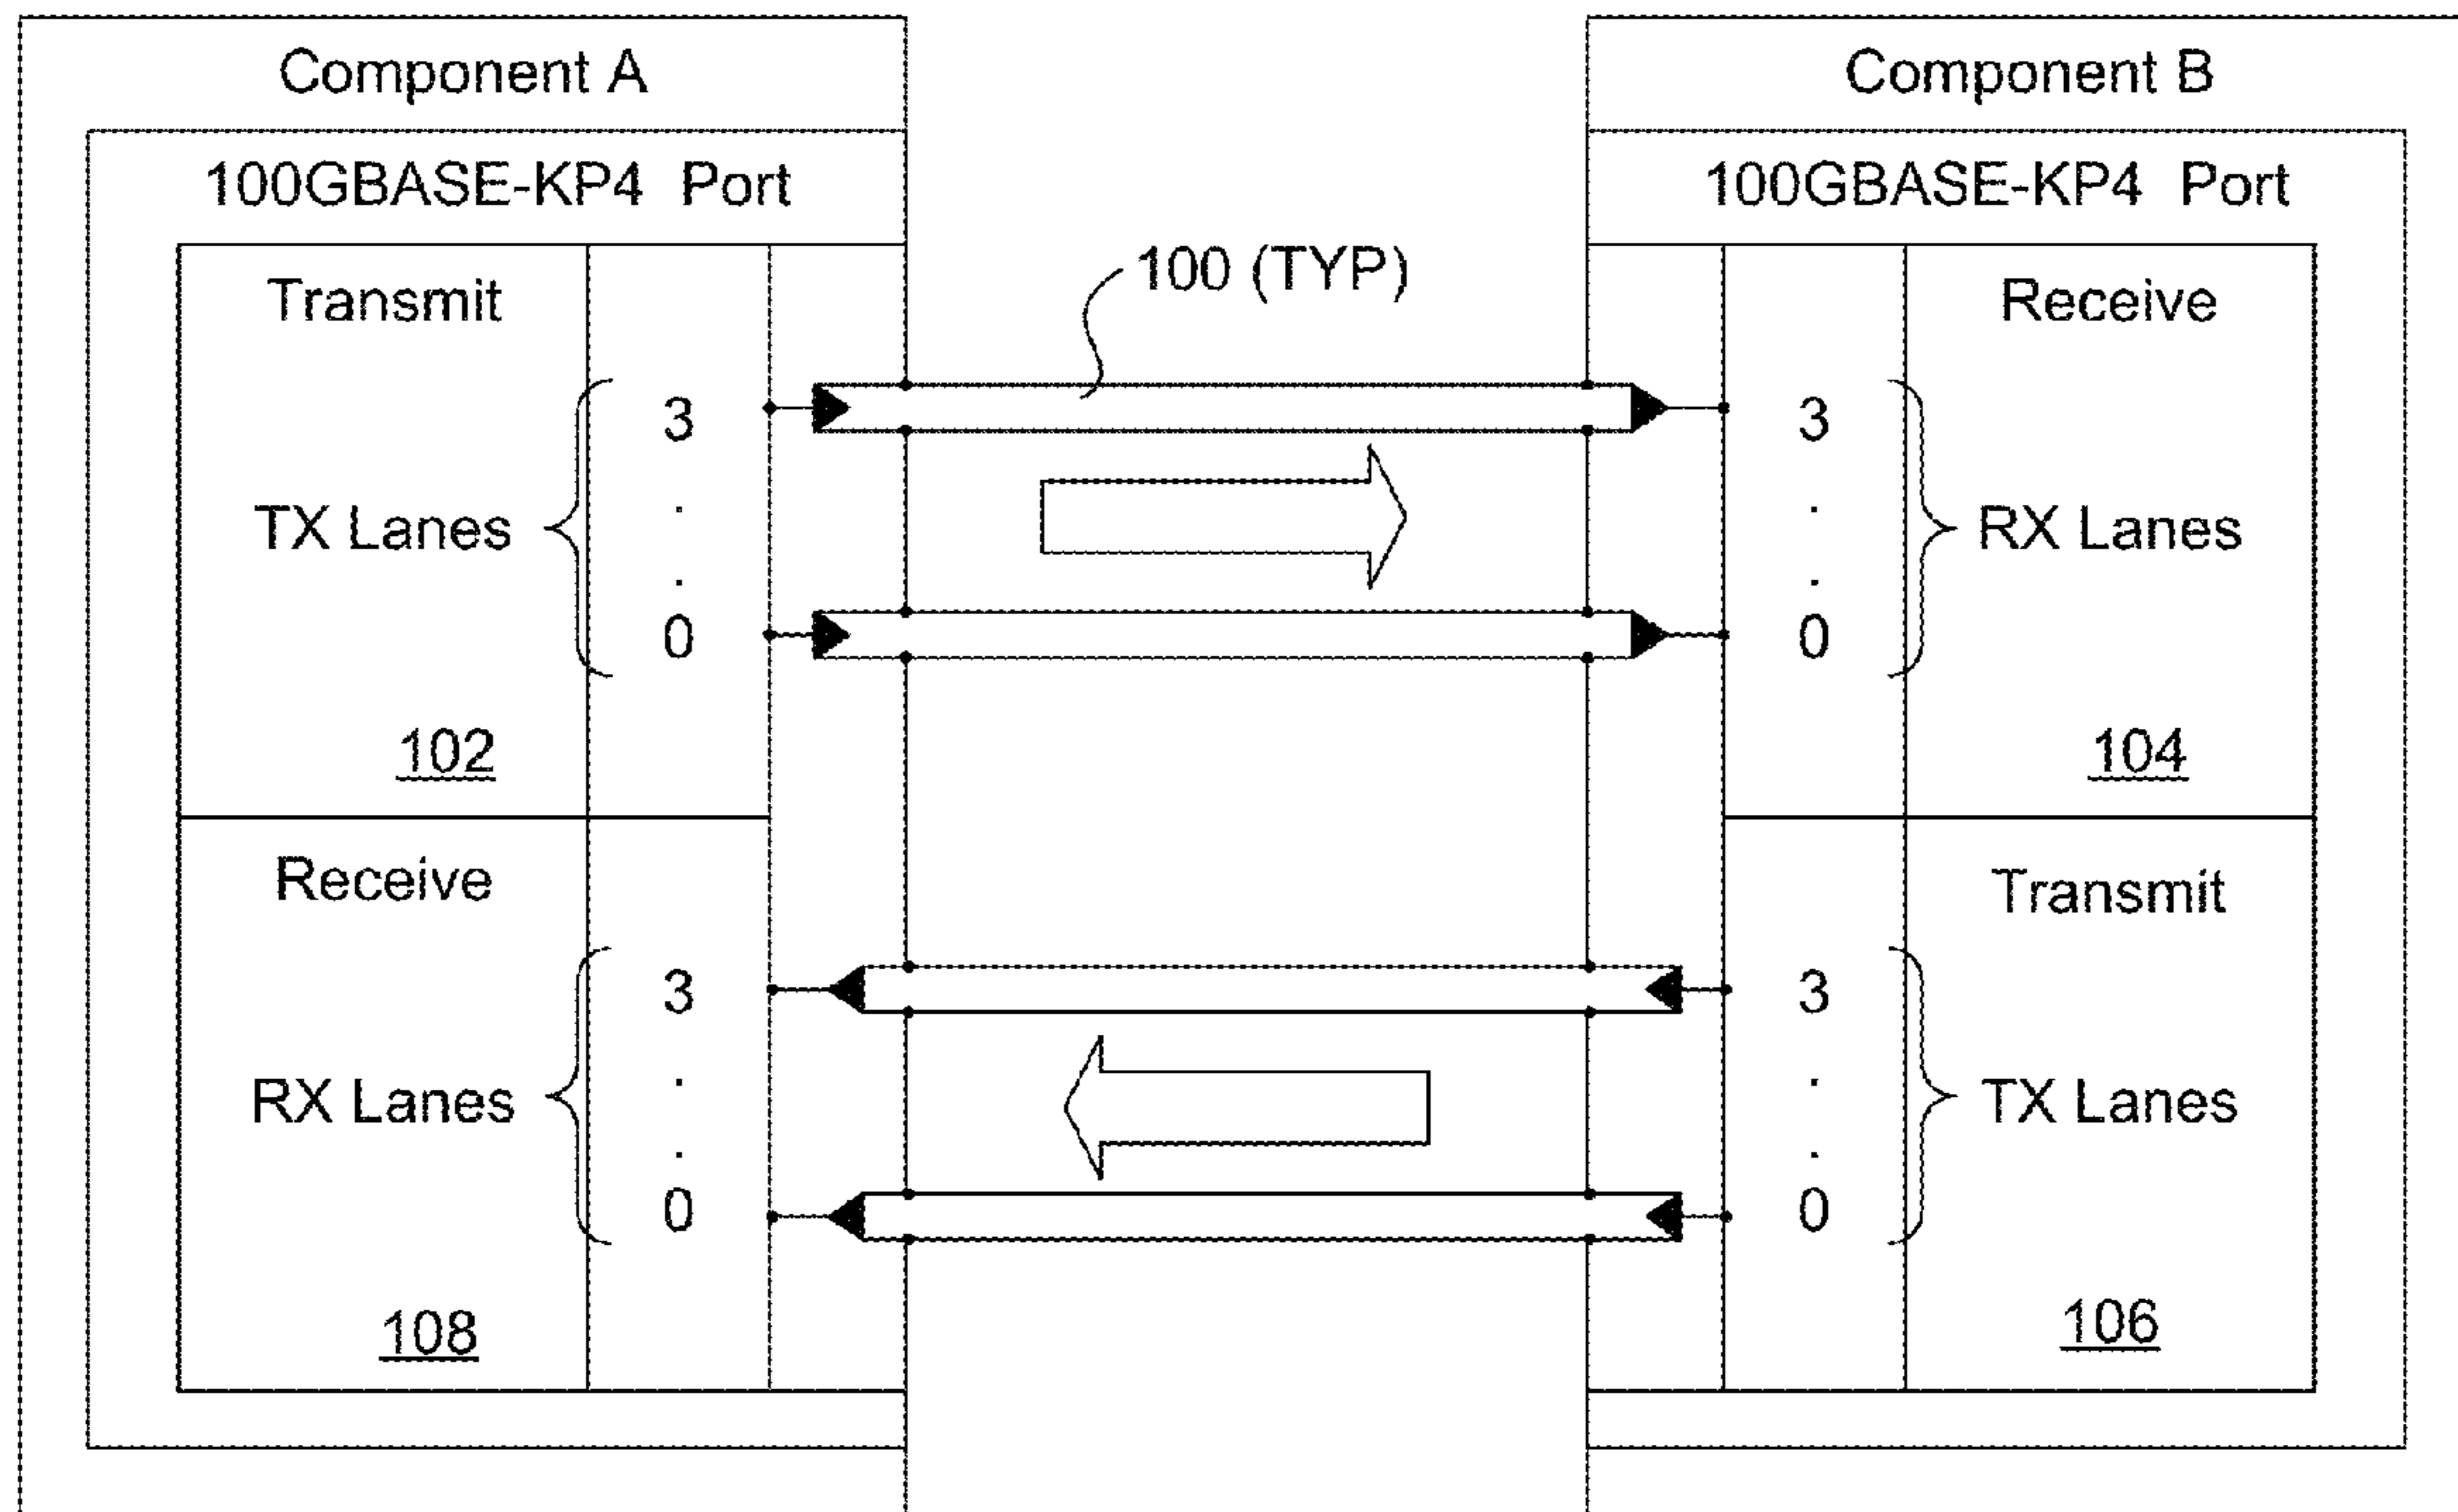 Component A
100GBASE-KP4 Port
Transmit
TX Lanes
3
.
.
0
102
Receive
RX Lanes
3
.
.
0
108
100 (TYP)
Component B
100GBASE-KP4 Port
Receive
3
.
.
0
RX Lanes
104
Transmit
3
.
.
0
TX Lanes
106